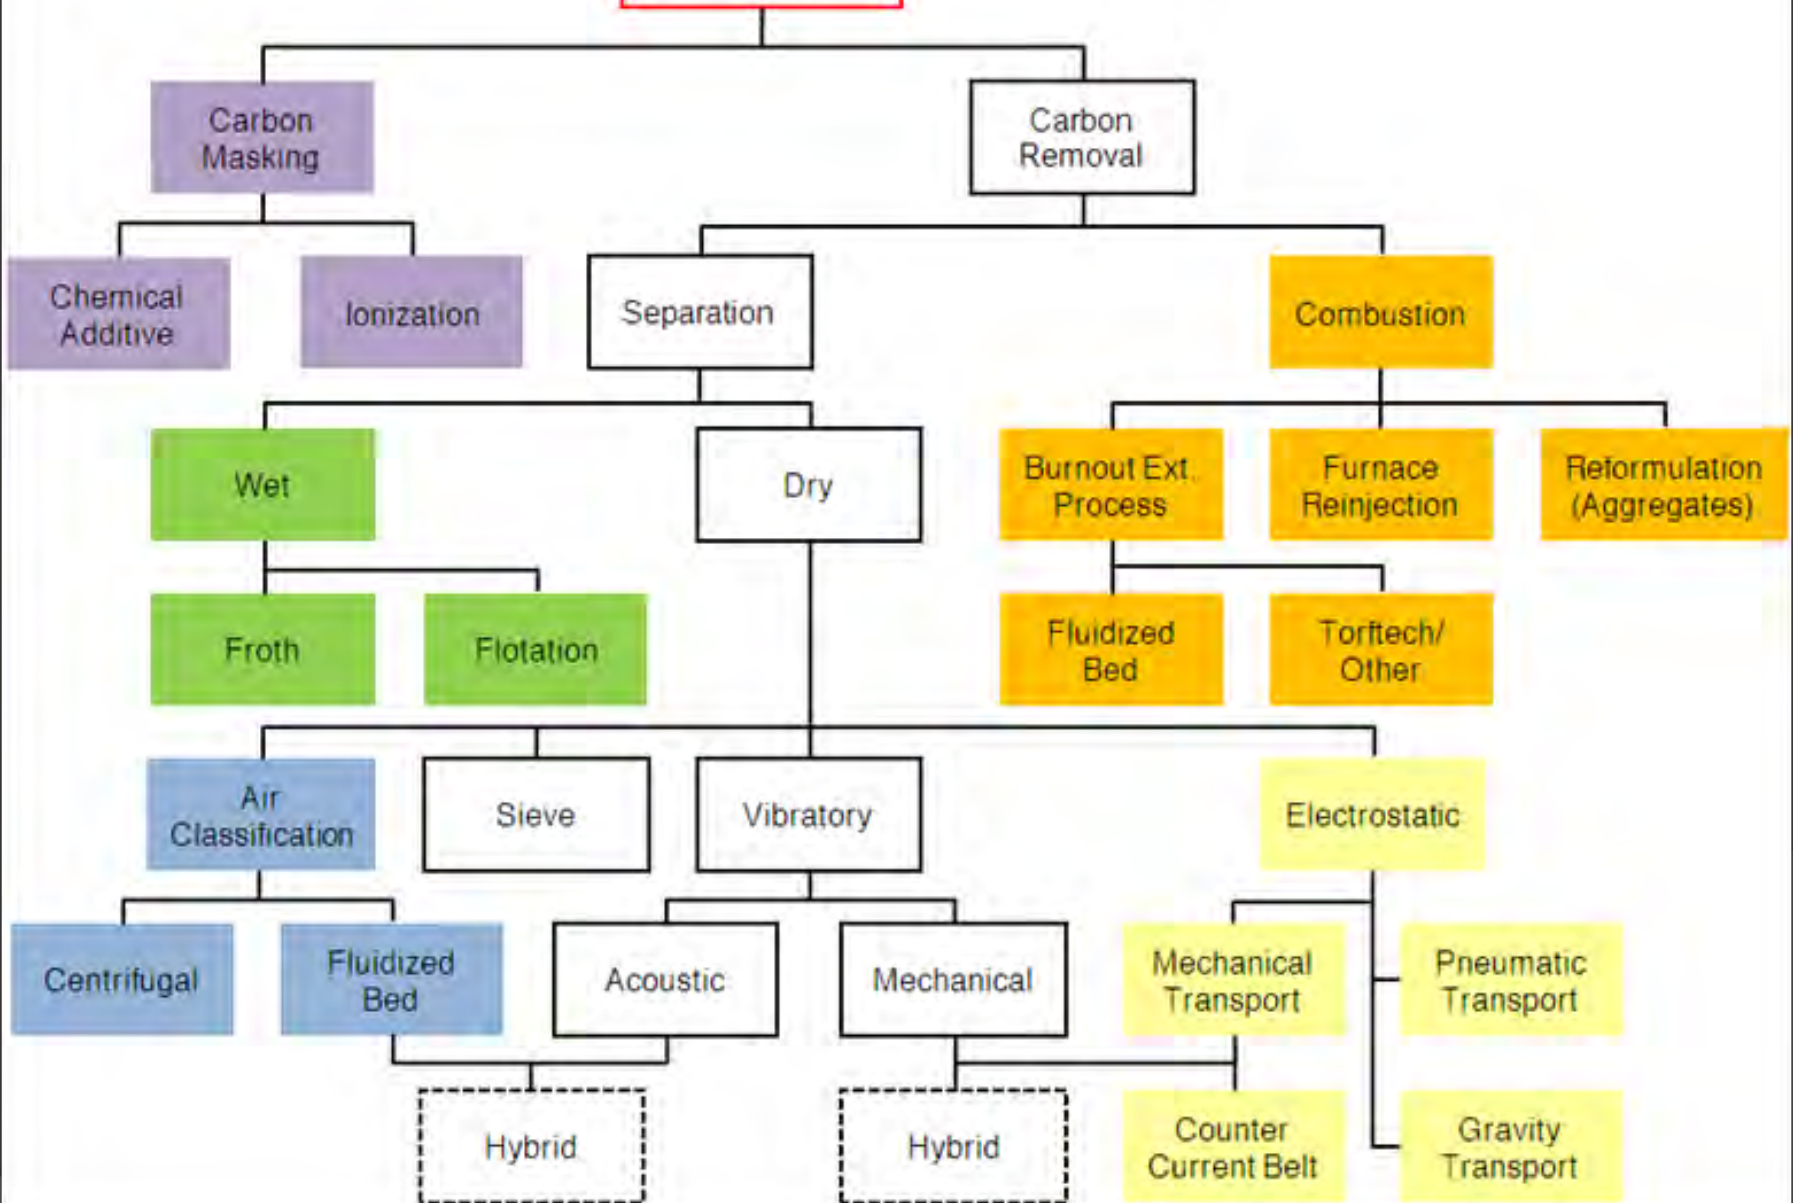 Carbon
Masking
Carbon
Removal
Chemical
Additive
Ionization
Separation
Combustion
Wet
Dry
Burnout Ext.
Process
Furnace
Reinjection
Reformulation
(Aggregates)
Froth
Flotation
Fluidized
Bed
Torftech/
Other
Air
Classification
Sieve
Vibratory
Electrostatic
Centrifugal
Fluidized
Bed
Acoustic
Mechanical
Mechanical
Transport
Pneumatic
Transport
Hybrid
Hybrid
Counter
Current Belt
Gravity
Transport